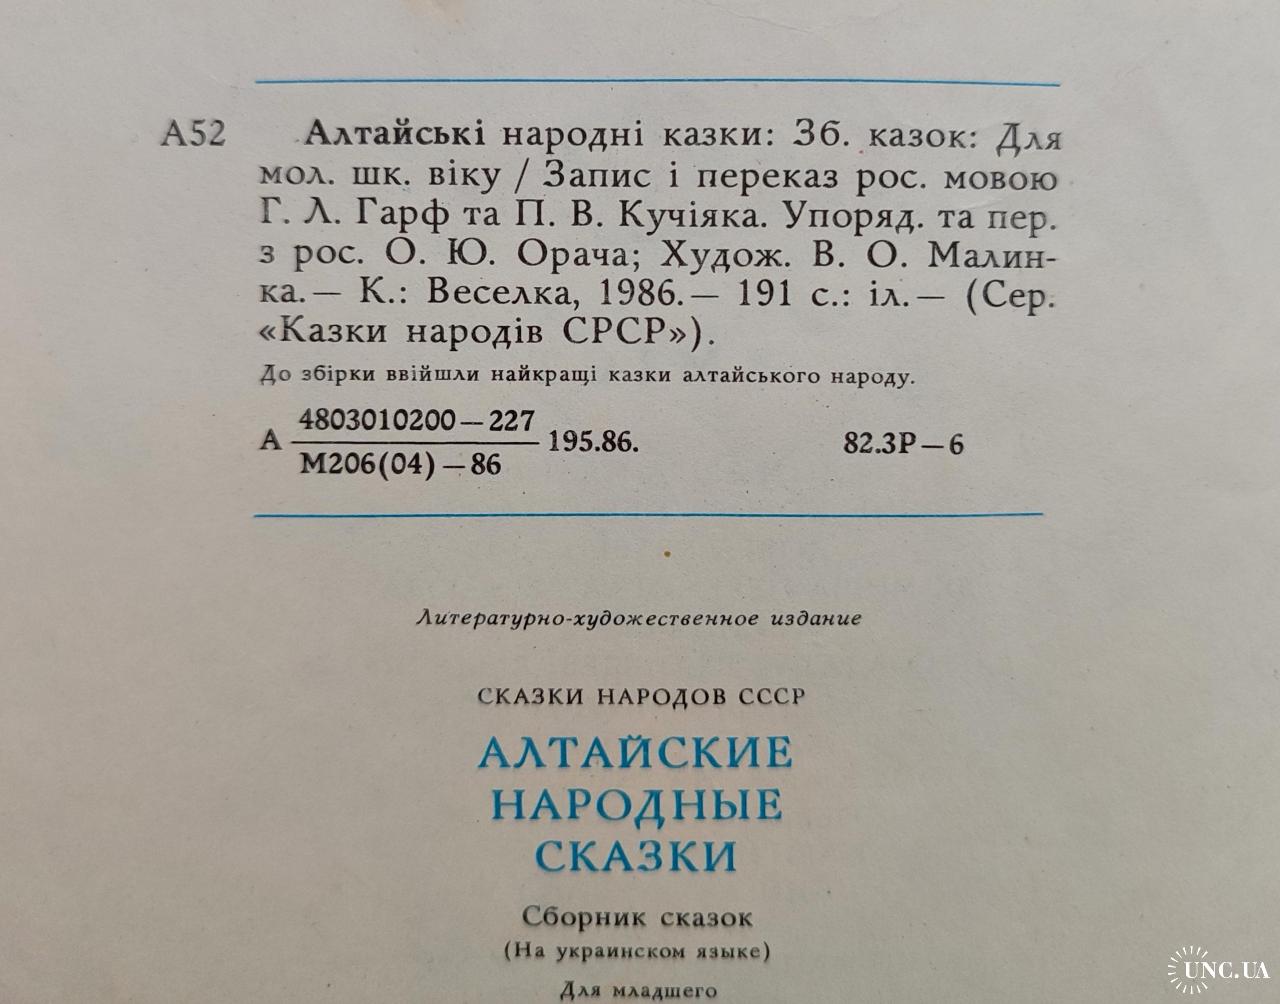 А52 Алтайські народні казки: Зб. казок: Для
мол. шк. віку / Запис і переказ рос. мовою
Г. Л. Гарф та П. В. Кучіяка. Упоряд. та пер.
з рос. О. Ю. Орача; Худож. В. О. Малин-
ка.— К.: Веселка, 1986.— 191 с.: іл.— (Сер.
«Казки народів СРСР»).
До збірки ввійшли найкращі казки алтайського народу.
4803010200—227
А 195.86. 82.3Р—6
М206(04)—86
Литературно-художественное издание
СКАЗКИ НАРОДОВ СССР
АЛТАЙСКИЕ
НАРОДНЫЕ
СКАЗКИ
Сборник сказок
(На украинском языке)
Для младшего
UNC.UA